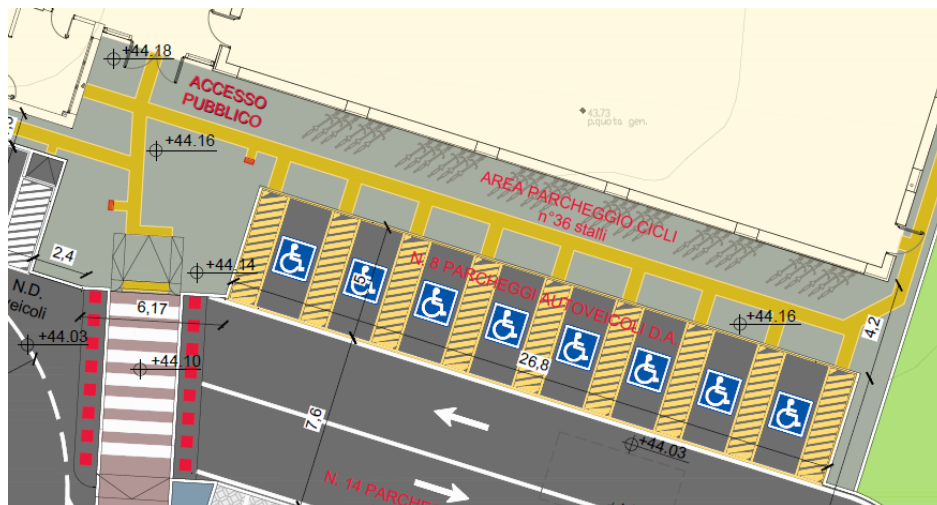 +44.18
ACCESSO
PUBBLICO
43,73
p.quota gen.
+44.16
AREA PARCHEGGIO CICLI
n°36 stalli
2,4
+44.14
N. 8 PARCHEGGI AUTOVEICOLI D.A
5
N.D.
veicoli
6,17
+44.16
4,2
+44.03
+44.10
26,8
7,6
+44.03
N. 14 PARCHE